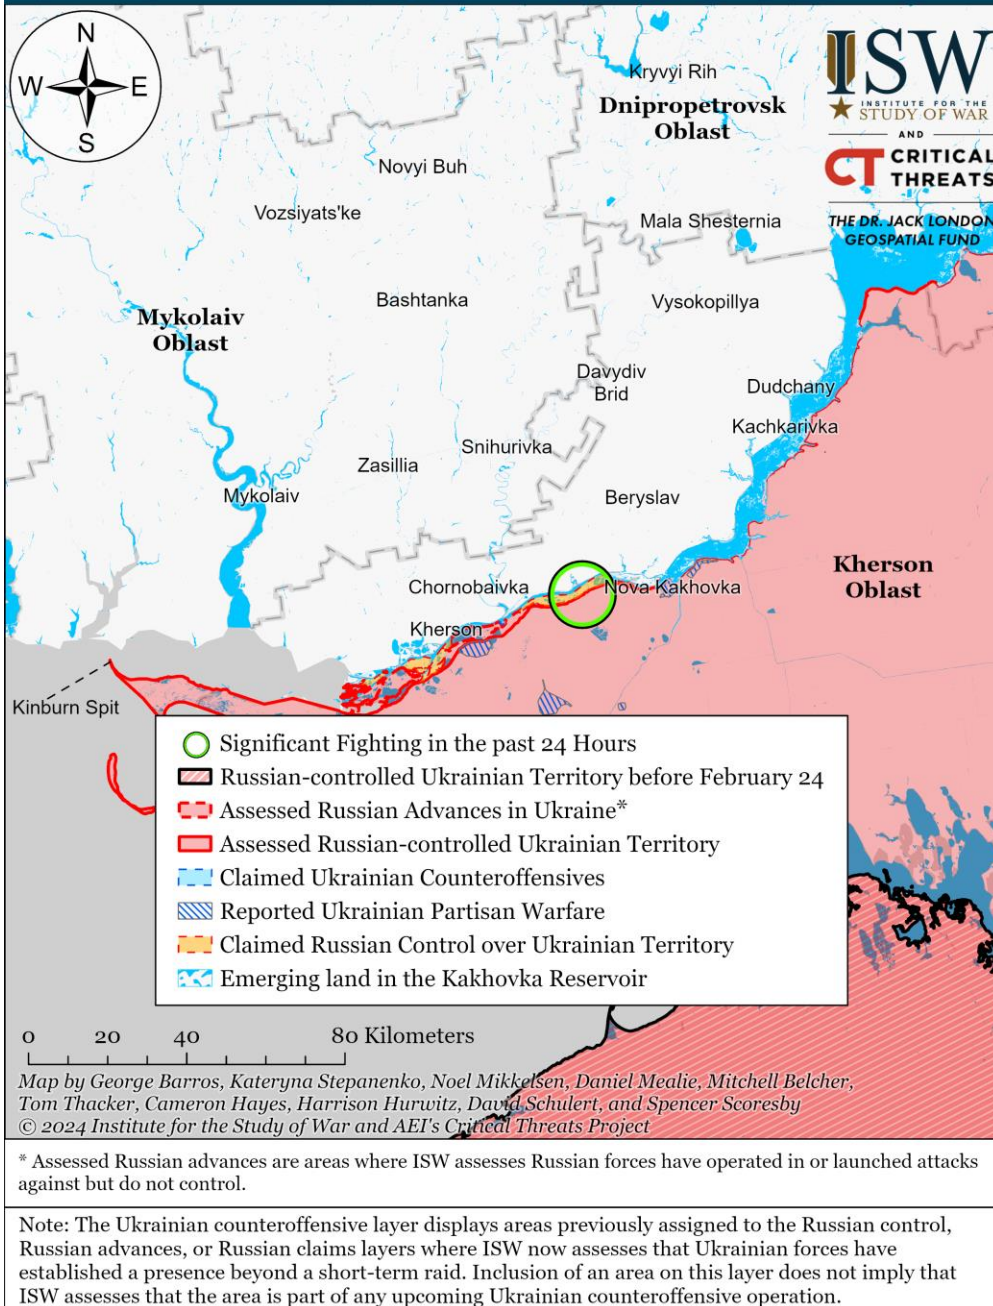 N
W
E
S
ISW
INSTITUTE FOR THE
STUDY OF WAR
AND
CT CRITICAL
THREATS
THE DR. JACK LONDON
GEOSPATIAL FUND
Kryvyi Rih
Dnipropetrovsk
Oblast
Novyi Buh
Vozsiyats'ke
Mala Shesternia
Bashtanka
Vysokopillya
Mykolaiv
Oblast
Davydiv
Brid
Dudchany
Kachkarivka
Snihurivka
Zasillia
Mykolaiv
Beryslav
Kherson
Oblast
Chornobaivka
Nova Kakhovka
Kherson
Kinburn Spit
Significant Fighting in the past 24 Hours
Russian-controlled Ukrainian Territory before February 24
Assessed Russian Advances in Ukraine*
Assessed Russian-controlled Ukrainian Territory
Claimed Ukrainian Counteroffensives
Reported Ukrainian Partisan Warfare
Claimed Russian Control over Ukrainian Territory
Emerging land in the Kakhovka Reservoir
0 20 40 80 Kilometers
Map by George Barros, Kateryna Stepanenko, Noel Mikkelsen, Daniel Mealie, Mitchell Belcher,
Tom Thacker, Cameron Hayes, Harrison Hurwitz, David Schulert, and Spencer Scoresby
© 2024 Institute for the Study of War and AEI's Critical Threats Project
* Assessed Russian advances are areas where ISW assesses Russian forces have operated in or launched attacks
against but do not control.
Note: The Ukrainian counteroffensive layer displays areas previously assigned to the Russian control,
Russian advances, or Russian claims layers where ISW now assesses that Ukrainian forces have
established a presence beyond a short-term raid. Inclusion of an area on this layer does not imply that
ISW assesses that the area is part of any upcoming Ukrainian counteroffensive operation.